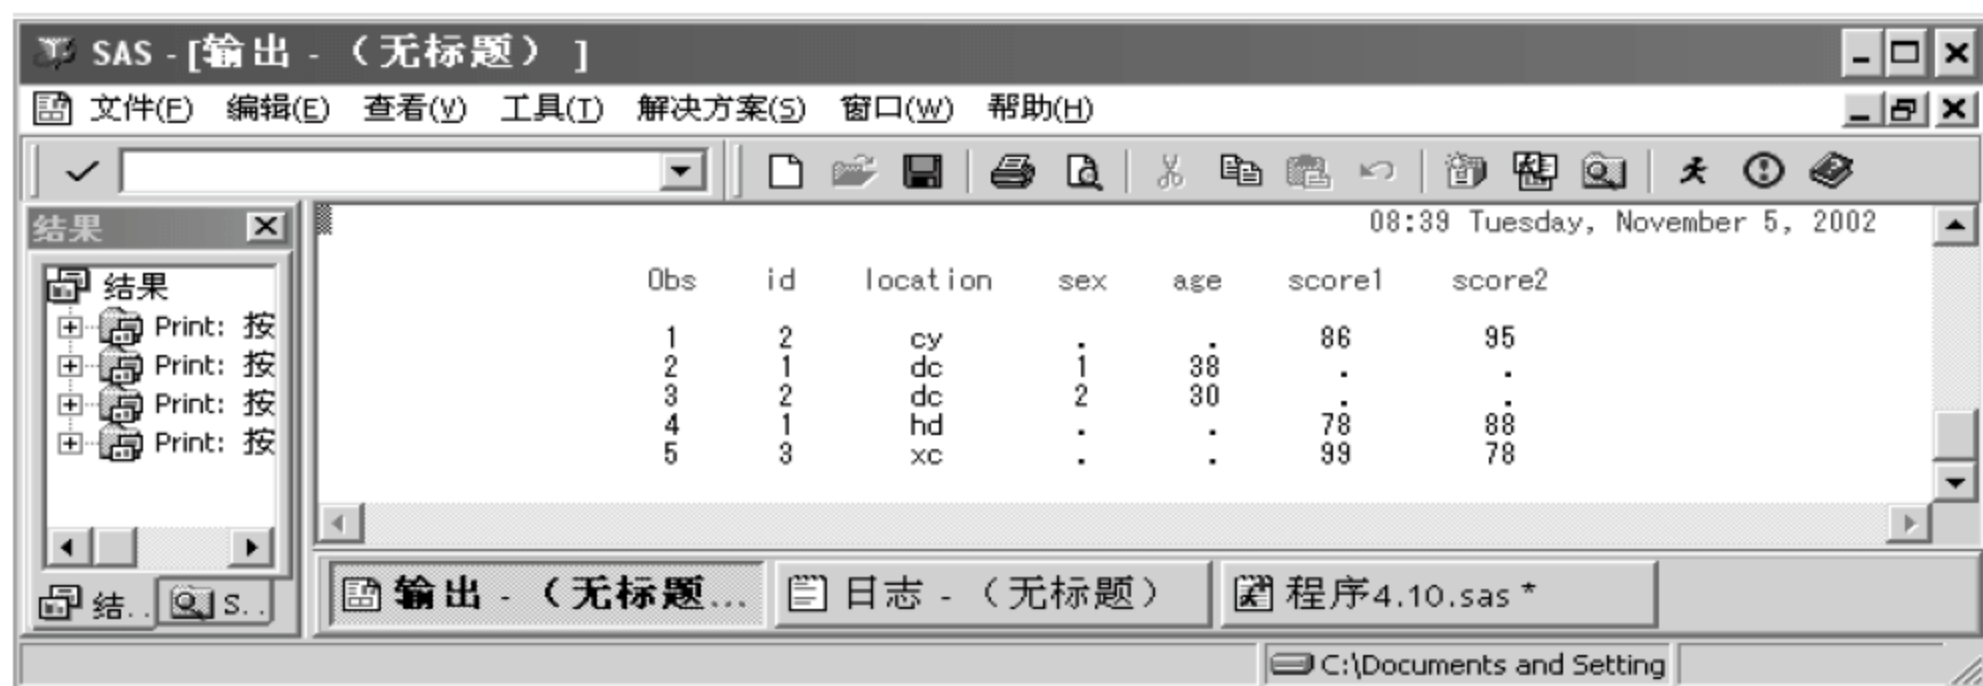 SAS - [输出 - （无标题） ]
文件(F) 编辑(E) 查看(V) 工具(T) 解决方案(S) 窗口(W) 帮助(H)
结果
08:39 Tuesday, November 5, 2002
结果
Print: 按
Print: 按
Print: 按
Print: 按
Obs id location sex age score1 score2
1 2 cy . . 86 95
2 1 dc 1 38 . .
3 2 dc 2 30 . .
4 1 hd . . 78 88
5 3 xc . . 99 78
结.. S..
输出 - （无标题... 日志 - （无标题） 程序4.10.sas *
C:\Documents and Setting